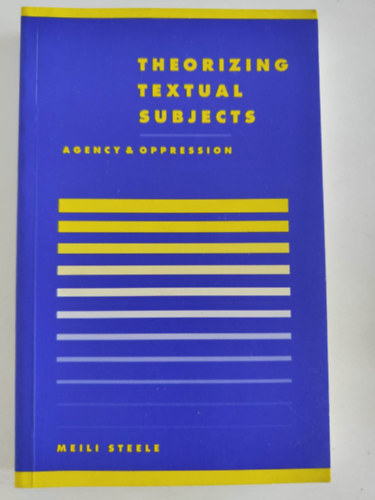 THEORIZING
TEXTUAL
SUBJECTS
AGENCY & OPPRESSION
MEILI STEELE